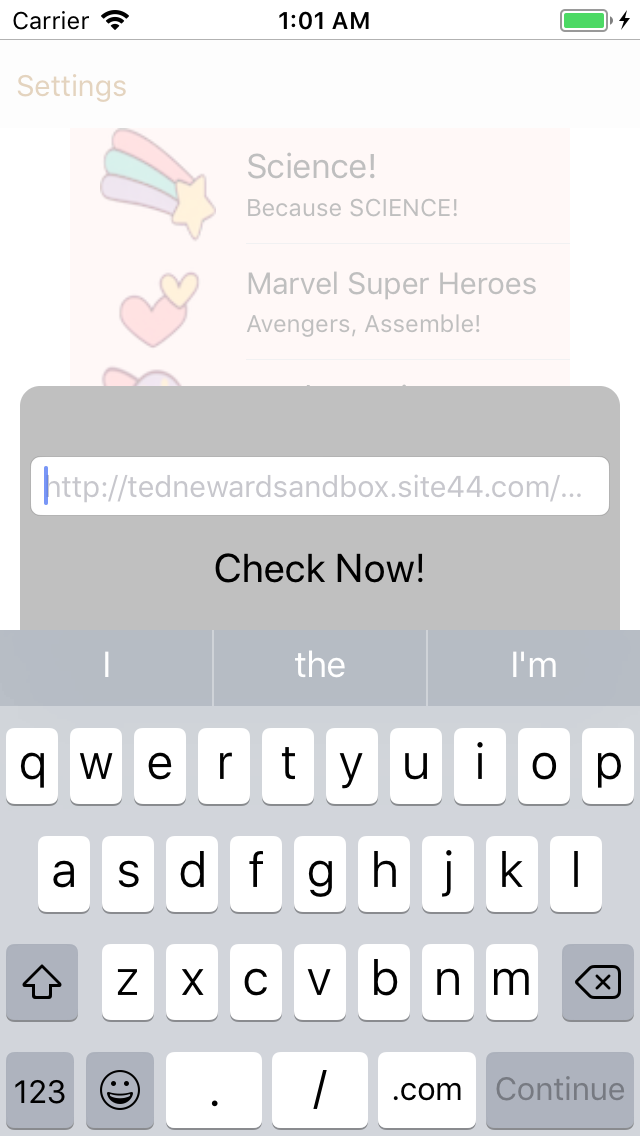 Carrier 1:01 AM
Settings
Science!
Because SCIENCE!
Marvel Super Heroes
Avengers, Assemble!
http://tednewardsandbox.site44.com/...
Check Now!
I the I'm
q w e r t y u i o p
a s d f g h j k l
z x c v b n m
123 . / .com Continue